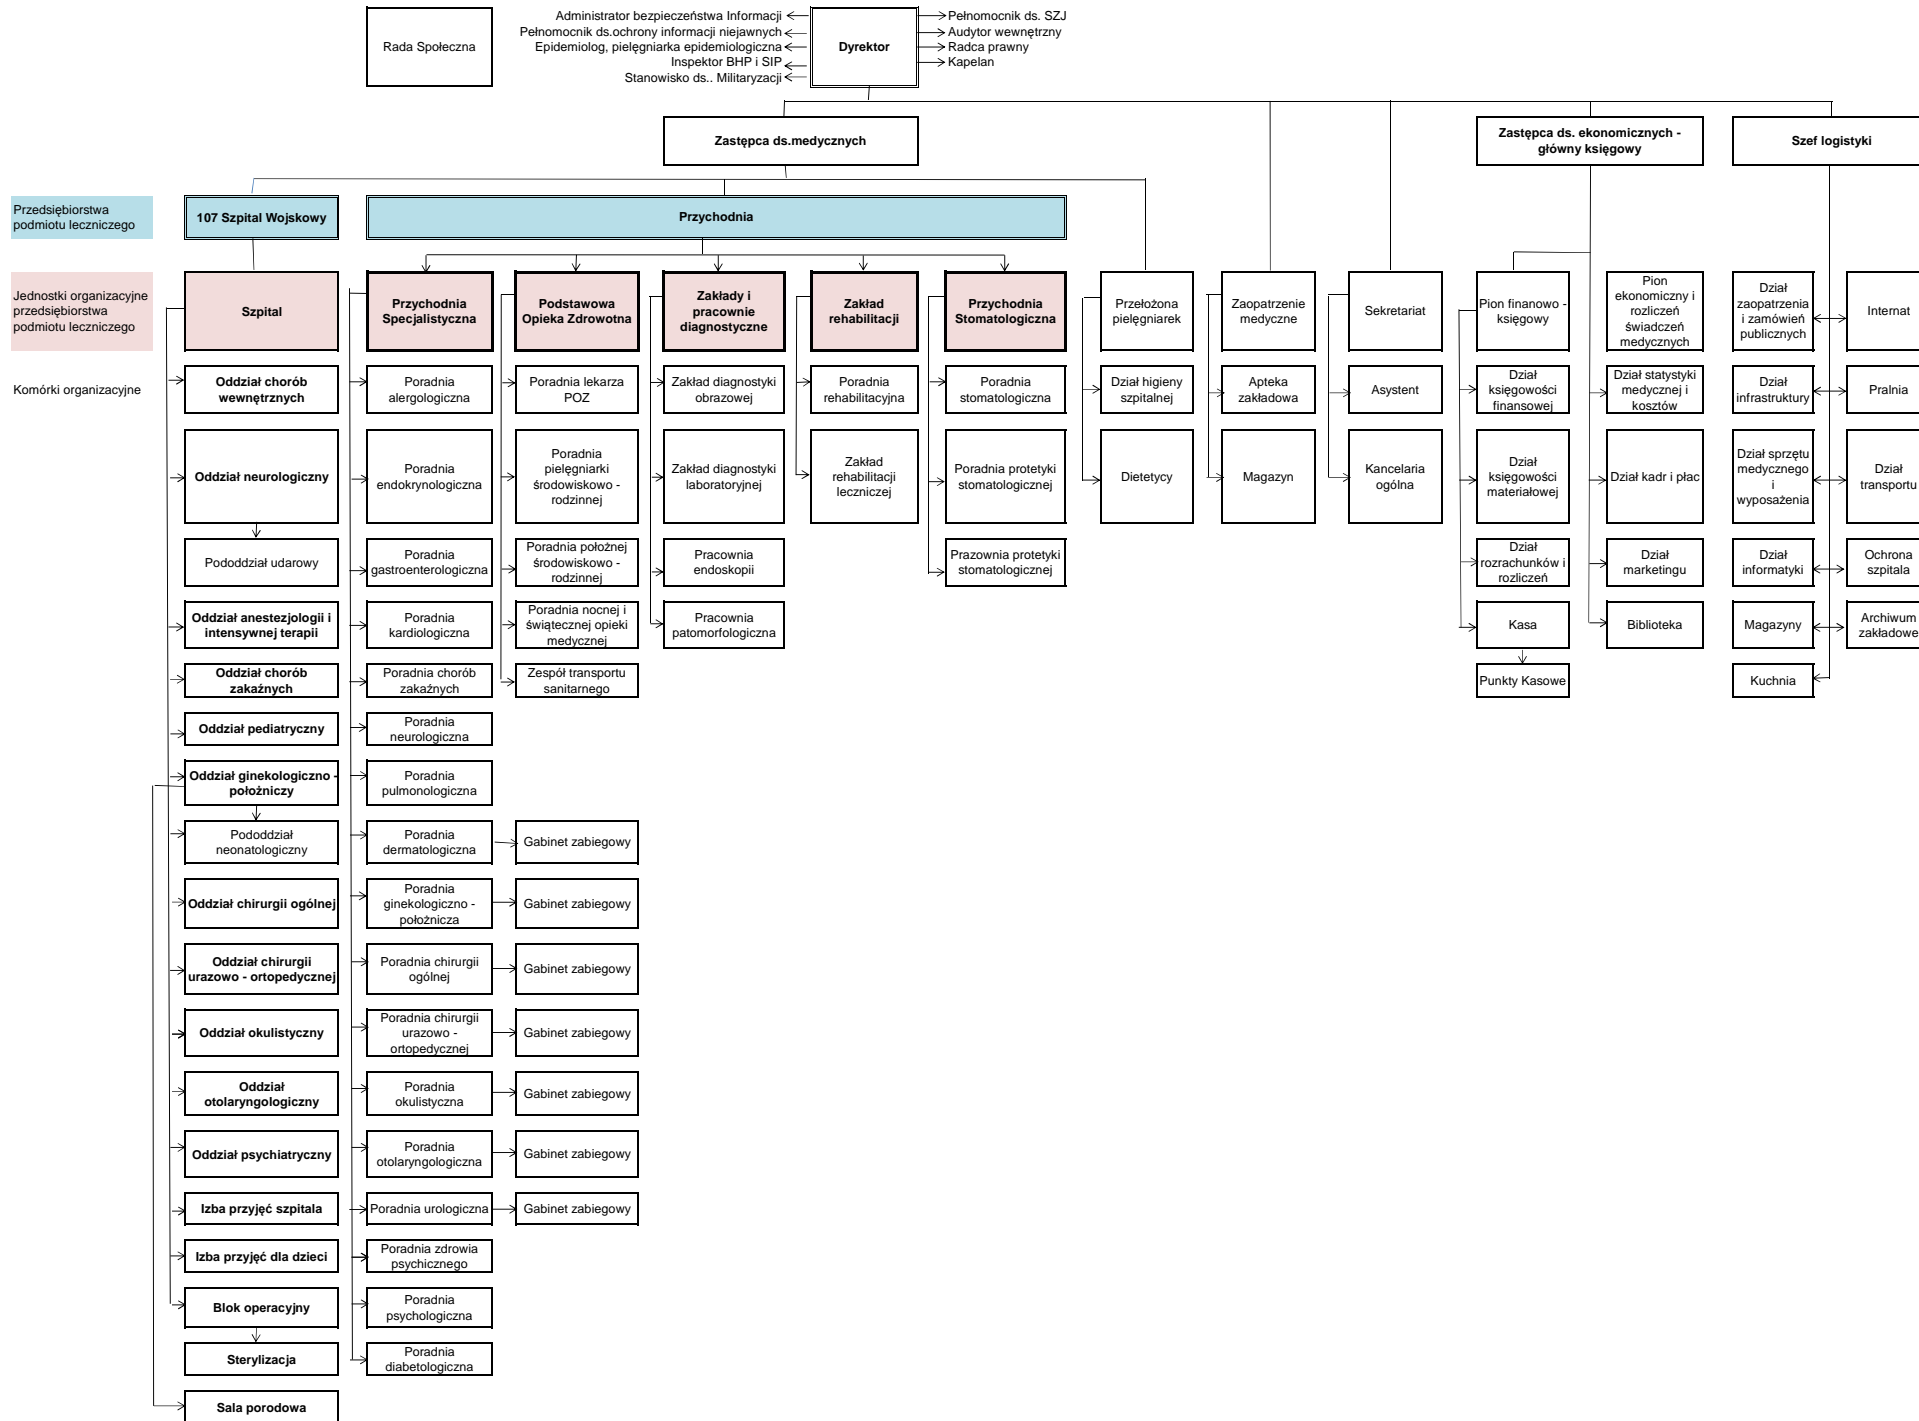 Rada Społeczna
Administrator bezpieczeństwa Informacji
Pełnomocnik ds.ochrony informacji niejawnych
Epidemiolog, pielęgniarka epidemiologiczna
Inspektor BHP i SIP
Stanowisko ds.. Militaryzacji
Dyrektor
Pełnomocnik ds. SZJ
Audytor wewnętrzny
Radca prawny
Kapelan
Zastępca ds.medycznych
Zastępca ds. ekonomicznych -
główny księgowy
Szef logistyki
Przedsiębiorstwa
podmiotu leczniczego
107 Szpital Wojskowy
Przychodnia
Jednostki organizacyjne
przedsiębiorstwa
podmiotu leczniczego
Szpital
Przychodnia
Specjalistyczna
Podstawowa
Opieka Zdrowotna
Zakłady i
pracownie
diagnostyczne
Zakład
rehabilitacji
Przychodnia
Stomatologiczna
Przełożona
pielęgniarek
Zaopatrzenie
medyczne
Sekretariat
Pion finansowo -
księgowy
Pion
ekonomiczny i
rozliczeń
świadczeń
medycznych
Dział
zaopatrzenia
i zamówień
publicznych
Internat
Komórki organizacyjne
Oddział chorób
wewnętrznych
Poradnia
alergologiczna
Poradnia lekarza
POZ
Zakład diagnostyki
obrazowej
Poradnia
rehabilitacyjna
Poradnia
stomatologiczna
Dział higieny
szpitalnej
Apteka
zakładowa
Asystent
Dział
księgowości
finansowej
Dział statystyki
medycznej i
kosztów
Dział
infrastruktury
Pralnia
Oddział neurologiczny
Poradnia
endokrynologiczna
Poradnia
pielęgniarki
środowiskowo -
rodzinnej
Zakład diagnostyki
laboratoryjnej
Zakład
rehabilitacji
leczniczej
Poradnia protetyki
stomatologicznej
Dietetycy
Magazyn
Kancelaria
ogólna
Dział
księgowości
materiałowej
Dział kadr i płac
Dział sprzętu
medycznego
i
wyposażenia
Dział
transportu
Pododdział udarowy
Poradnia
gastroenterologiczna
Poradnia położnej
środowiskowo -
rodzinnej
Pracownia
endoskopii
Prazownia protetyki
stomatologicznej
Dział
rozrachunków i
rozliczeń
Dział
marketingu
Dział
informatyki
Ochrona
szpitala
Oddział anestezjologii i
intensywnej terapii
Poradnia
kardiologiczna
Poradnia nocnej i
świątecznej opieki
medycznej
Pracownia
patomorfologiczna
Kasa
Biblioteka
Magazyny
Archiwum
zakładowe
Oddział chorób
zakaźnych
Poradnia chorób
zakaźnych
Zespół transportu
sanitarnego
Punkty Kasowe
Kuchnia
Oddział pediatryczny
Poradnia
neurologiczna
Oddział ginekologiczno -
położniczy
Poradnia
pulmonologiczna
Pododdział
neonatologiczny
Poradnia
dermatologiczna
Gabinet zabiegowy
Oddział chirurgii ogólnej
Poradnia
ginekologiczno -
położnicza
Gabinet zabiegowy
Oddział chirurgii
urazowo - ortopedycznej
Poradnia chirurgii
ogólnej
Gabinet zabiegowy
Oddział okulistyczny
Poradnia chirurgii
urazowo -
ortopedycznej
Gabinet zabiegowy
Oddział
otolaryngologiczny
Poradnia
okulistyczna
Gabinet zabiegowy
Oddział psychiatryczny
Poradnia
otolaryngologiczna
Gabinet zabiegowy
Izba przyjęć szpitala
Poradnia urologiczna
Gabinet zabiegowy
Izba przyjęć dla dzieci
Poradnia zdrowia
psychicznego
Blok operacyjny
Poradnia
psychologiczna
Sterylizacja
Poradnia
diabetologiczna
Sala porodowa